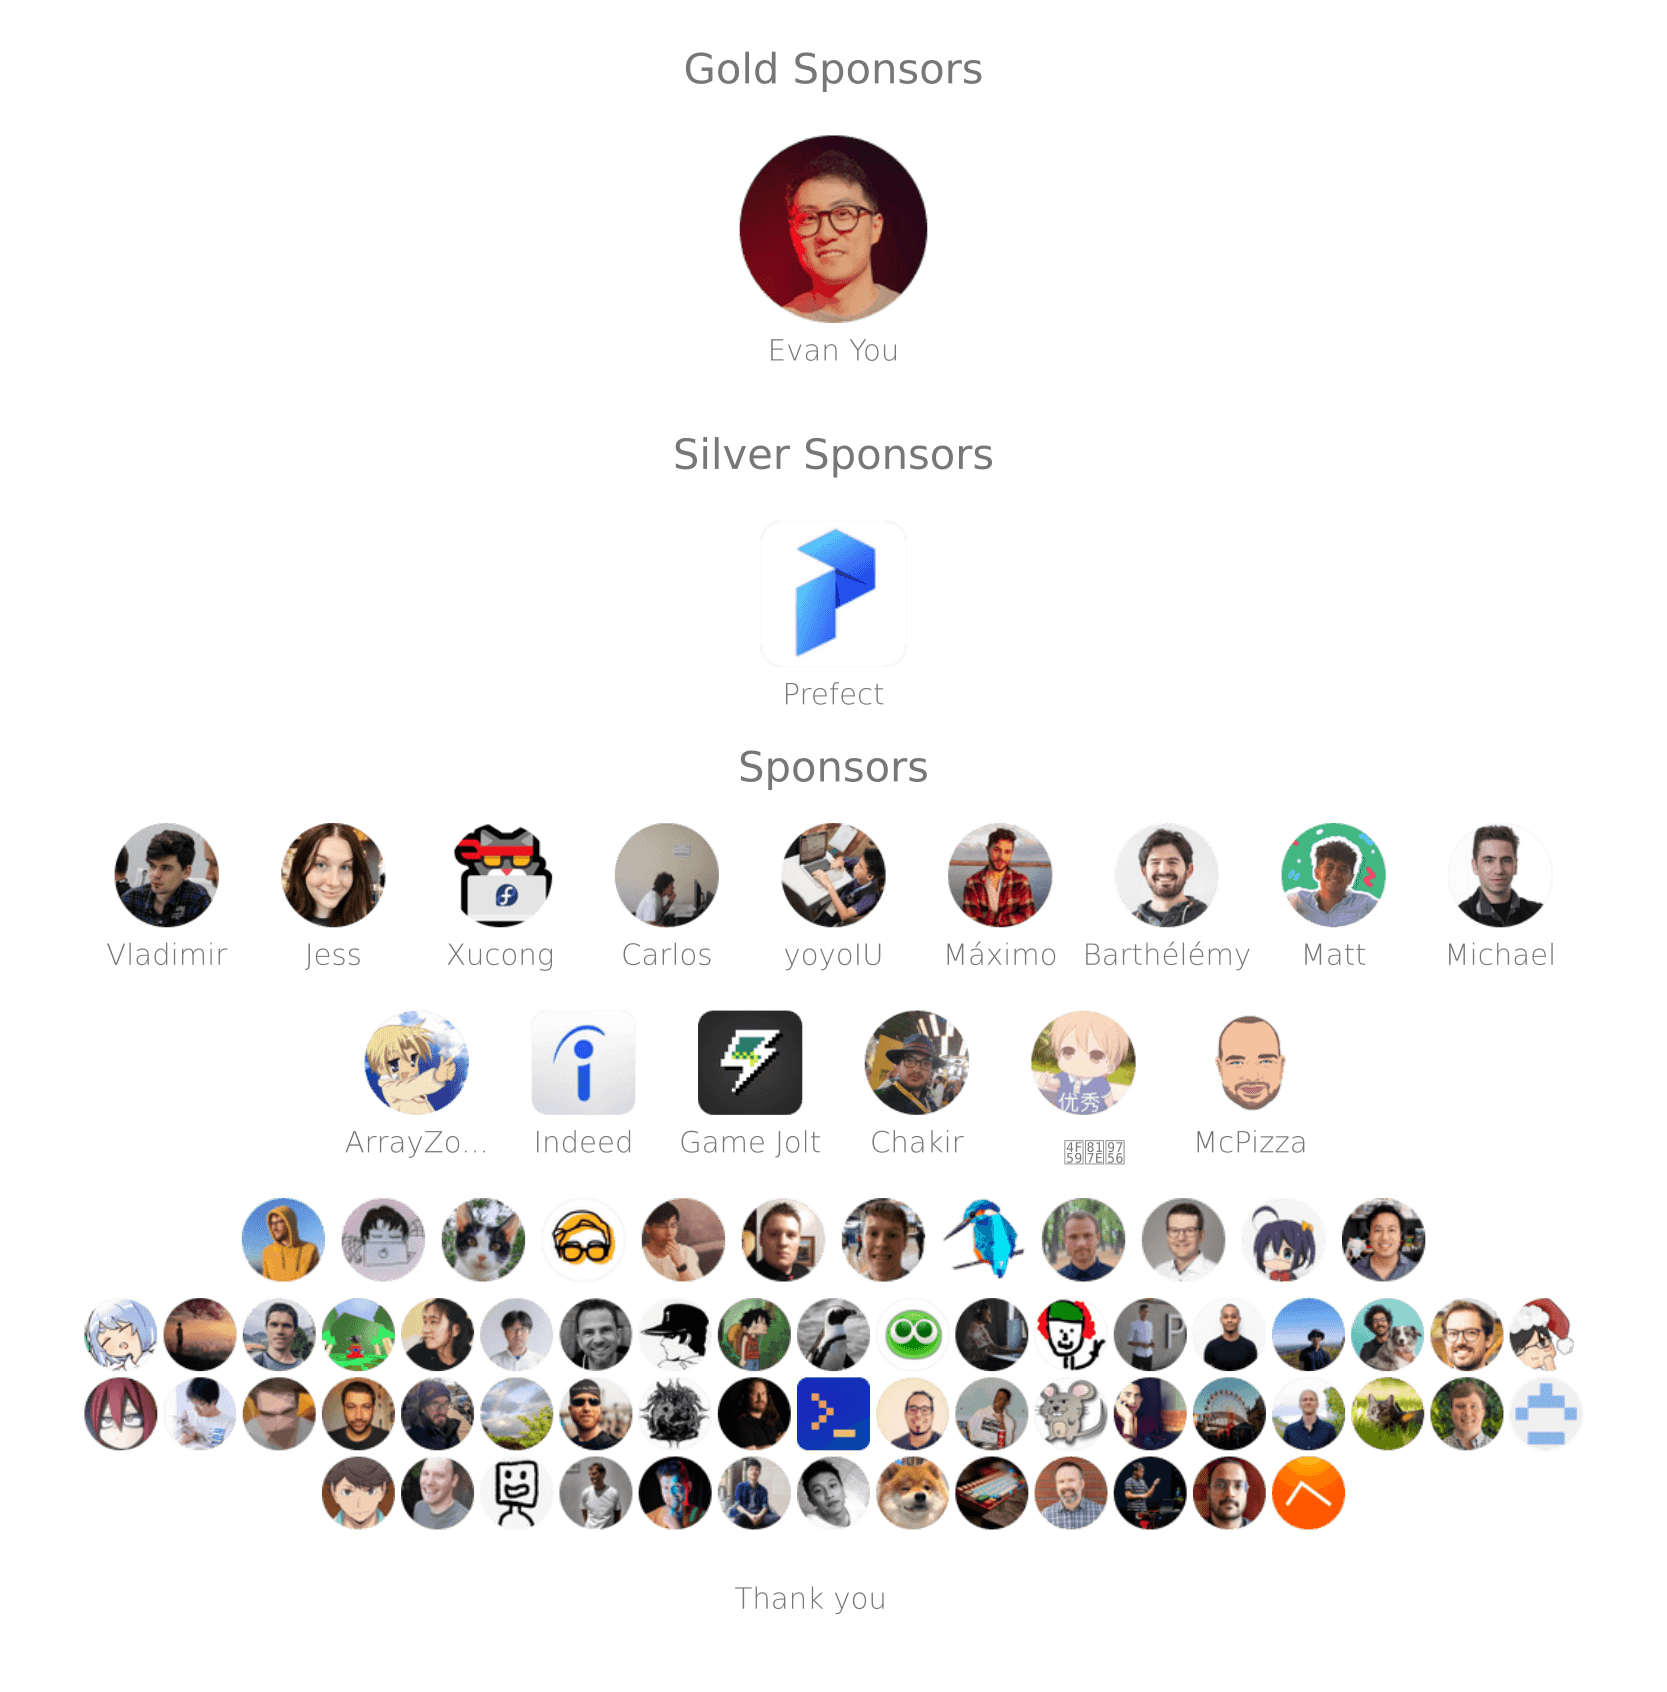 Gold Sponsors
Evan You
Silver Sponsors
Prefect
Sponsors
Vladimir Jess Xucong Carlos yoyolU Máximo Barthélémy Matt Michael
优秀
ArrayZo... Indeed Game Jolt Chakir McPizza
Thank you